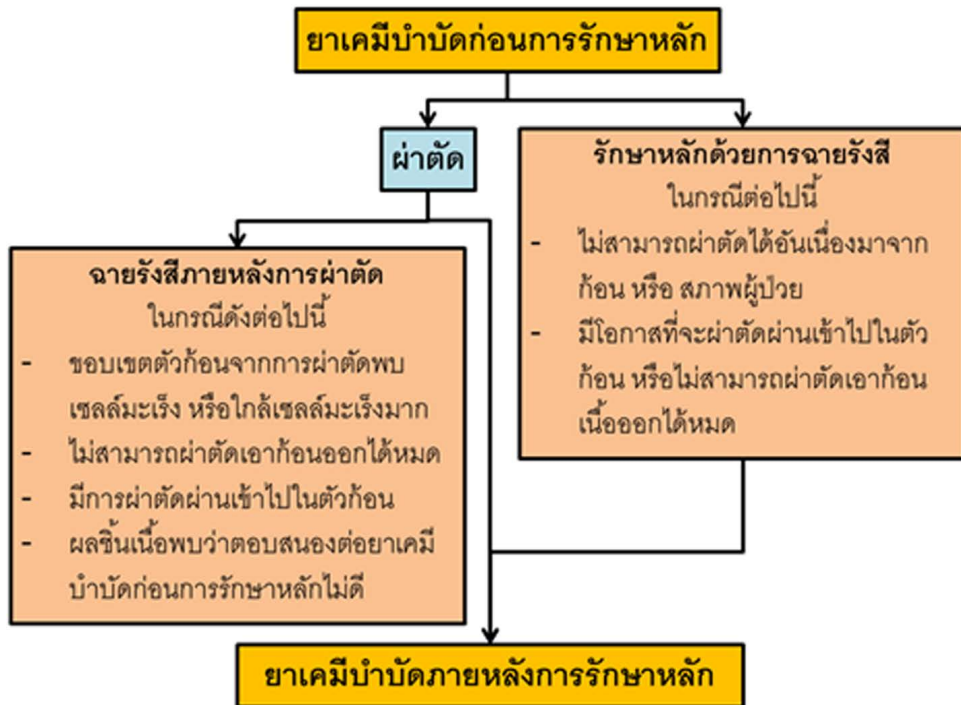 ยาเคมีบำบัดก่อนการรักษาหลัก
ผ่าตัด
รักษาหลักด้วยการฉายรังสี
ในกรณีต่อไปนี้
- ไม่สามารถผ่าตัดได้อันเนื่องมาจาก
ก้อน หรือ สภาพผู้ป่วย
- มีโอกาสที่จะผ่าตัดผ่านเข้าไปในตัว
ก้อน หรือไม่สามารถผ่าตัดเอาก้อน
เนื้อออกได้หมด
ฉายรังสีภายหลังการผ่าตัด
ในกรณีดังต่อไปนี้
- ขอบเขตตัวก้อนจากการผ่าตัดพบ
เซลล์มะเร็ง หรือใกล้เซลล์มะเร็งมาก
- ไม่สามารถผ่าตัดเอาก้อนออกได้หมด
- มีการผ่าตัดผ่านเข้าไปในตัวก้อน
- ผลชิ้นเนื้อพบว่าตอบสนองต่อยาเคมี
บำบัดก่อนการรักษาหลักไม่ดี
ยาเคมีบำบัดภายหลังการรักษาหลัก